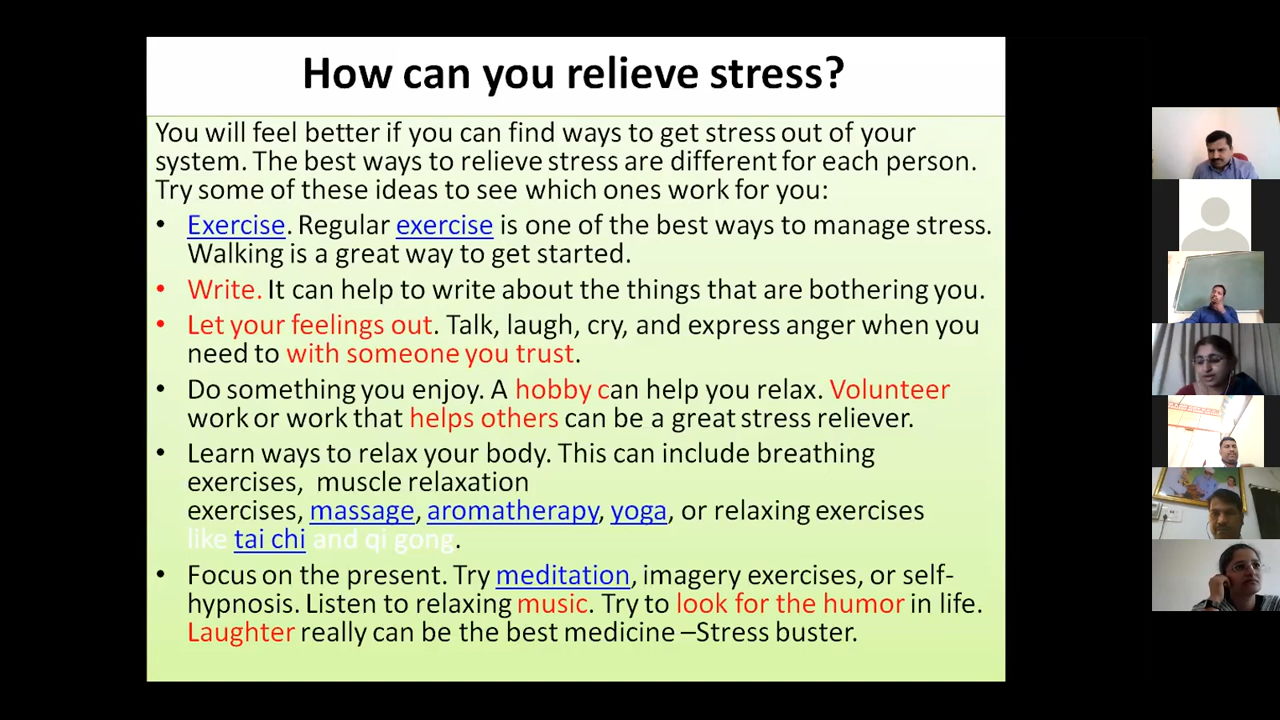 How can you relieve stress?
You will feel better if you can find ways to get stress out of your
system. The best ways to relieve stress are different for each person.
Try some of these ideas to see which ones work for you:
• Exercise. Regular exercise is one of the best ways to manage stress.
Walking is a great way to get started.
• Write. It can help to write about the things that are bothering you.
• Let your feelings out. Talk, laugh, cry, and express anger when you
need to with someone you trust.
• Do something you enjoy. A hobby can help you relax. Volunteer
work or work that helps others can be a great stress reliever.
• Learn ways to relax your body. This can include breathing
exercises,  muscle relaxation
exercises, massage, aromatherapy, yoga, or relaxing exercises
like tai chi and qi gong.
• Focus on the present. Try meditation, imagery exercises, or self-
hypnosis. Listen to relaxing music. Try to look for the humor in life.
Laughter really can be the best medicine –Stress buster.